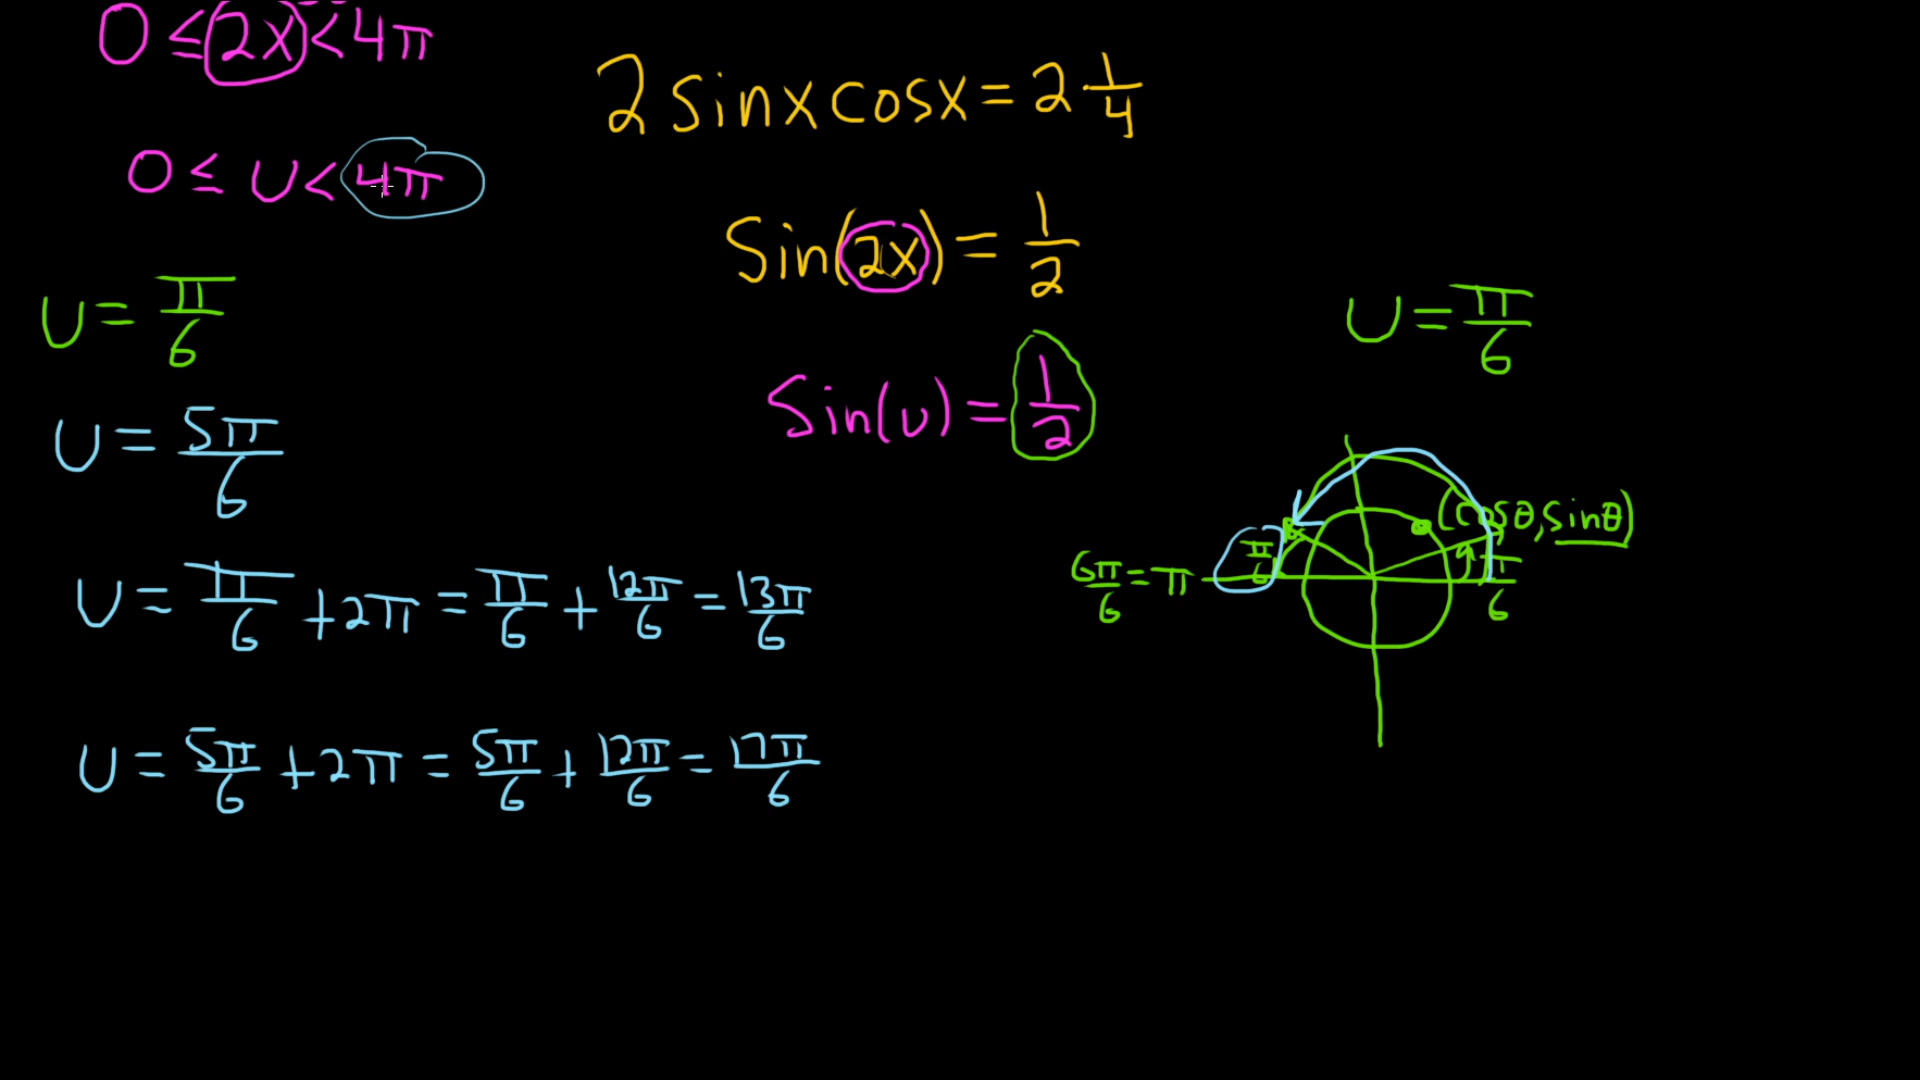 0 ≤ 2x < 4π
0 ≤ u < 4π
u = π/6
u = 5π/6
u = π/6 + 2π = π/6 + 12π/6 = 13π/6
u = 5π/6 + 2π = 5π/6 + 12π/6 = 17π/6
2 sinx cosx = 2·1/4
Sin(2x) = 1/2
Sin(u) = 1/2
u = π/6
(cosθ, sinθ)
6π/6 = π
π/6
π/6